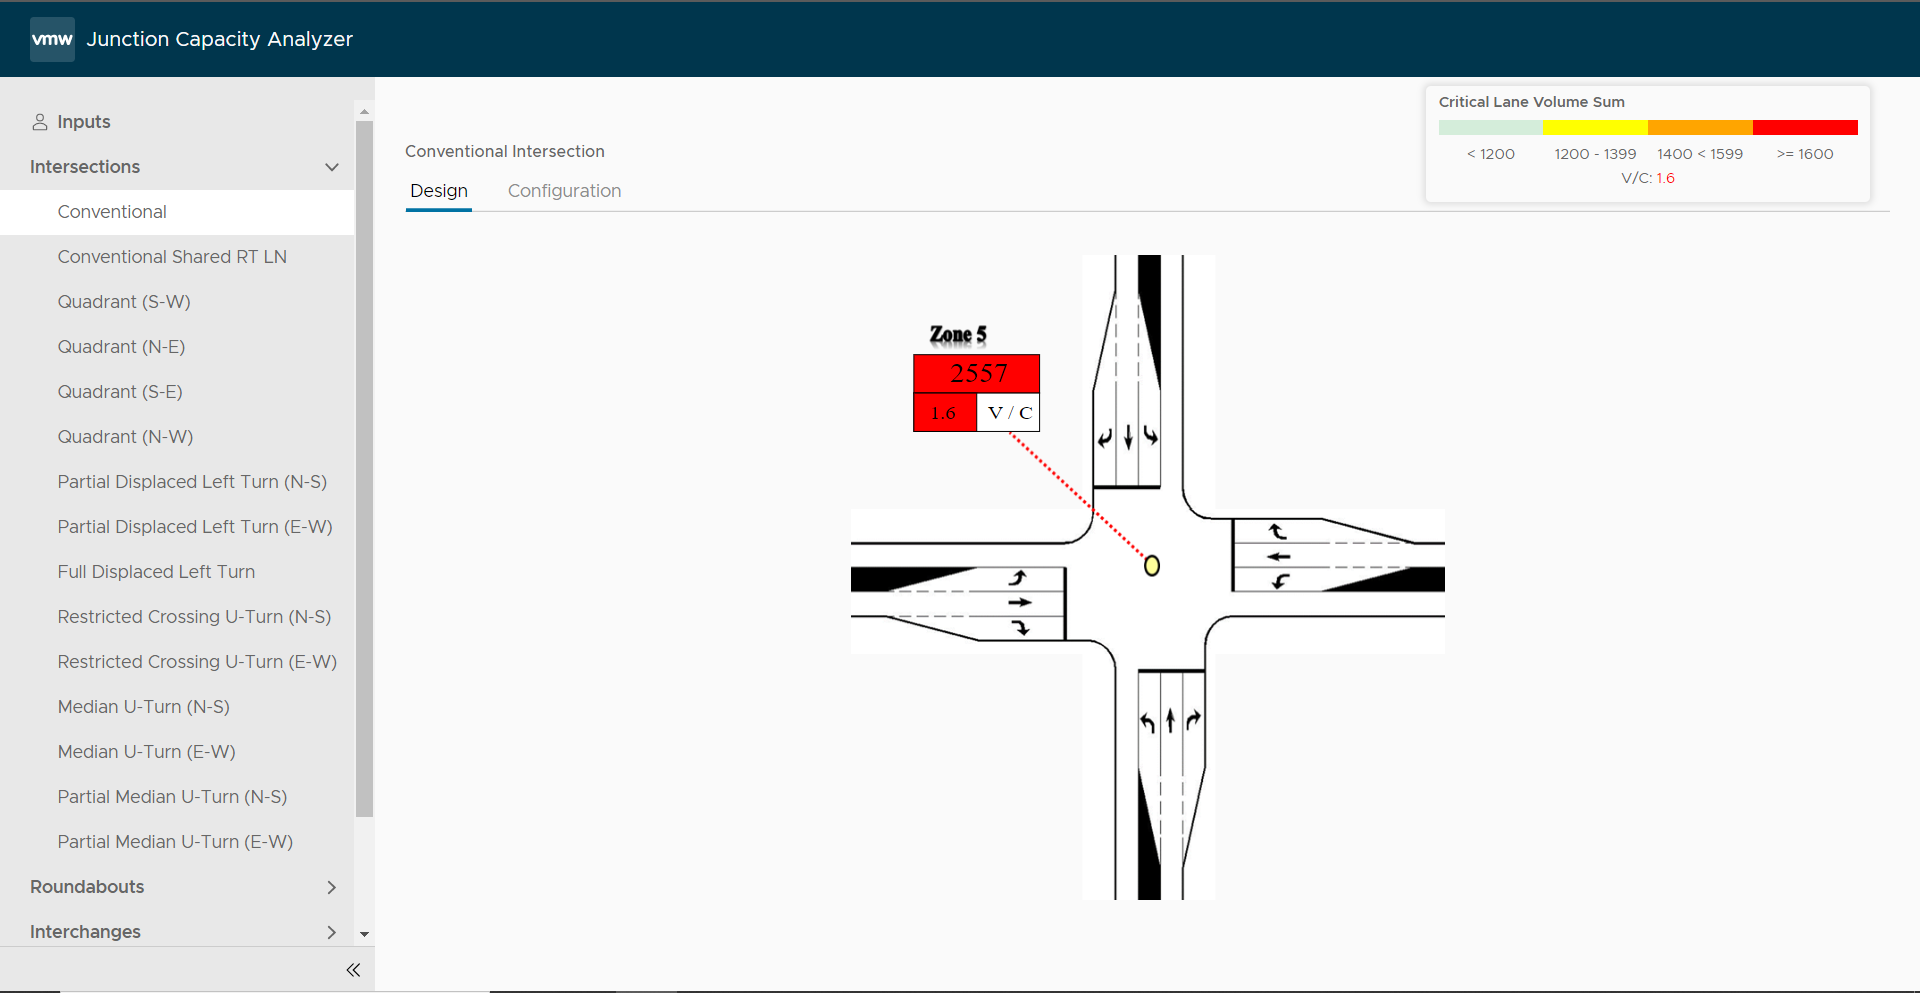 vmw Junction Capacity Analyzer
Inputs
Intersections
Conventional
Conventional Shared RT LN
Quadrant (S-W)
Quadrant (N-E)
Quadrant (S-E)
Quadrant (N-W)
Partial Displaced Left Turn (N-S)
Partial Displaced Left Turn (E-W)
Full Displaced Left Turn
Restricted Crossing U-Turn (N-S)
Restricted Crossing U-Turn (E-W)
Median U-Turn (N-S)
Median U-Turn (E-W)
Partial Median U-Turn (N-S)
Partial Median U-Turn (E-W)
Roundabouts
Interchanges
Conventional Intersection
Design Configuration
Critical Lane Volume Sum
< 1200 1200 - 1399 1400 < 1599 >= 1600
V/C: 1.6
Zone 5
2557
1.6 V / C